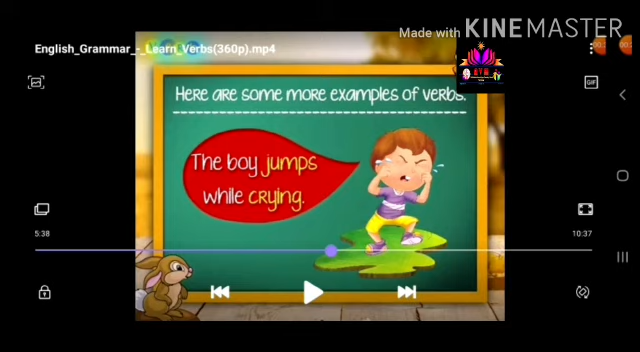 Made with KINEMASTER
English_Grammar_-_Learn_Verbs(360p).mp4
GIF
Here are some more examples of verbs.
The boy jumps
while crying.
5:38
10:37